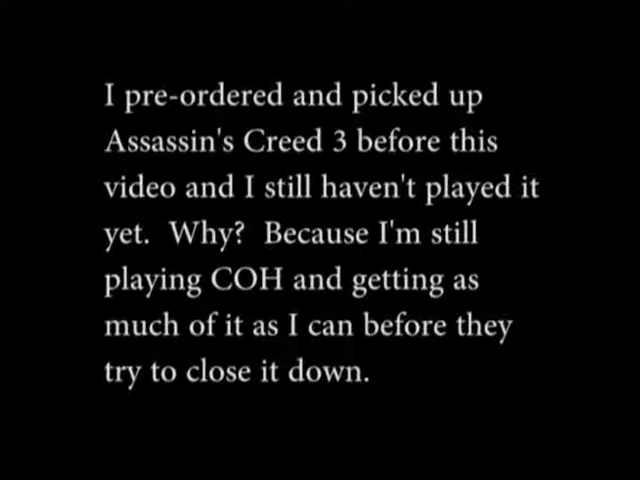 I pre-ordered and picked up
Assassin's Creed 3 before this
video and I still haven't played it
yet.  Why?  Because I'm still
playing COH and getting as
much of it as I can before they
try to close it down.